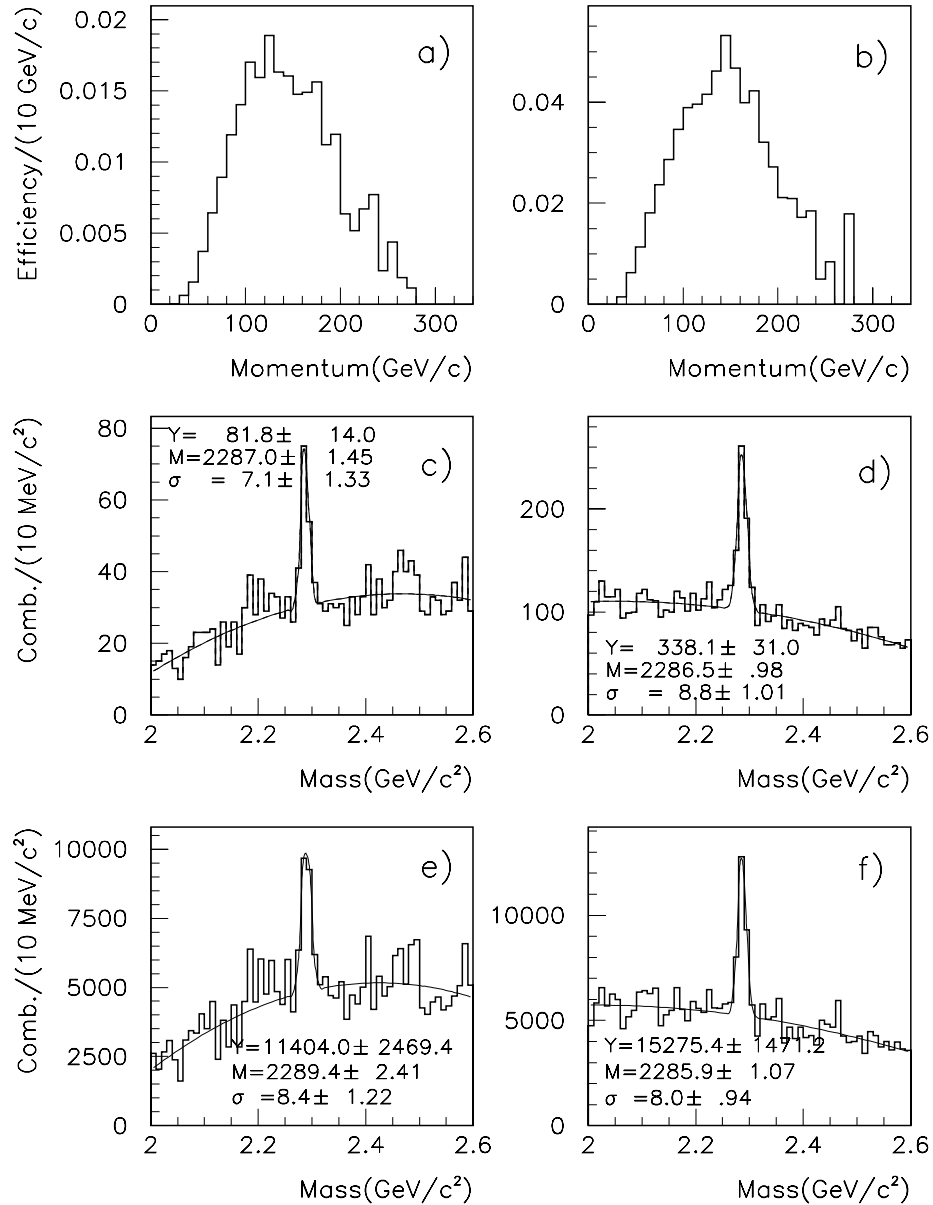 Efficiency/(10 GeV/c)
0.02
0.015
0.01
0.005
0
a)
0 100 200 300
Momentum(GeV/c)
0.04
0.02
0
b)
0 100 200 300
Momentum(GeV/c)
Comb./(10 MeV/c²)
80
60
40
20
0
Y= 81.8± 14.0
M=2287.0± 1.45
σ = 7.1± 1.33
c)
2 2.2 2.4 2.6
Mass(GeV/c²)
200
100
0
d)
Y= 338.1± 31.0
M=2286.5± .98
σ = 8.8± 1.01
2 2.2 2.4 2.6
Mass(GeV/c²)
Comb./(10 MeV/c²)
10000
7500
5000
2500
0
e)
Y=11404.0± 2469.4
M=2289.4± 2.41
σ =8.4± 1.22
2 2.2 2.4 2.6
Mass(GeV/c²)
10000
5000
0
f)
Y=15275.4± 1471.2
M=2285.9± 1.07
σ =8.0± .94
2 2.2 2.4 2.6
Mass(GeV/c²)